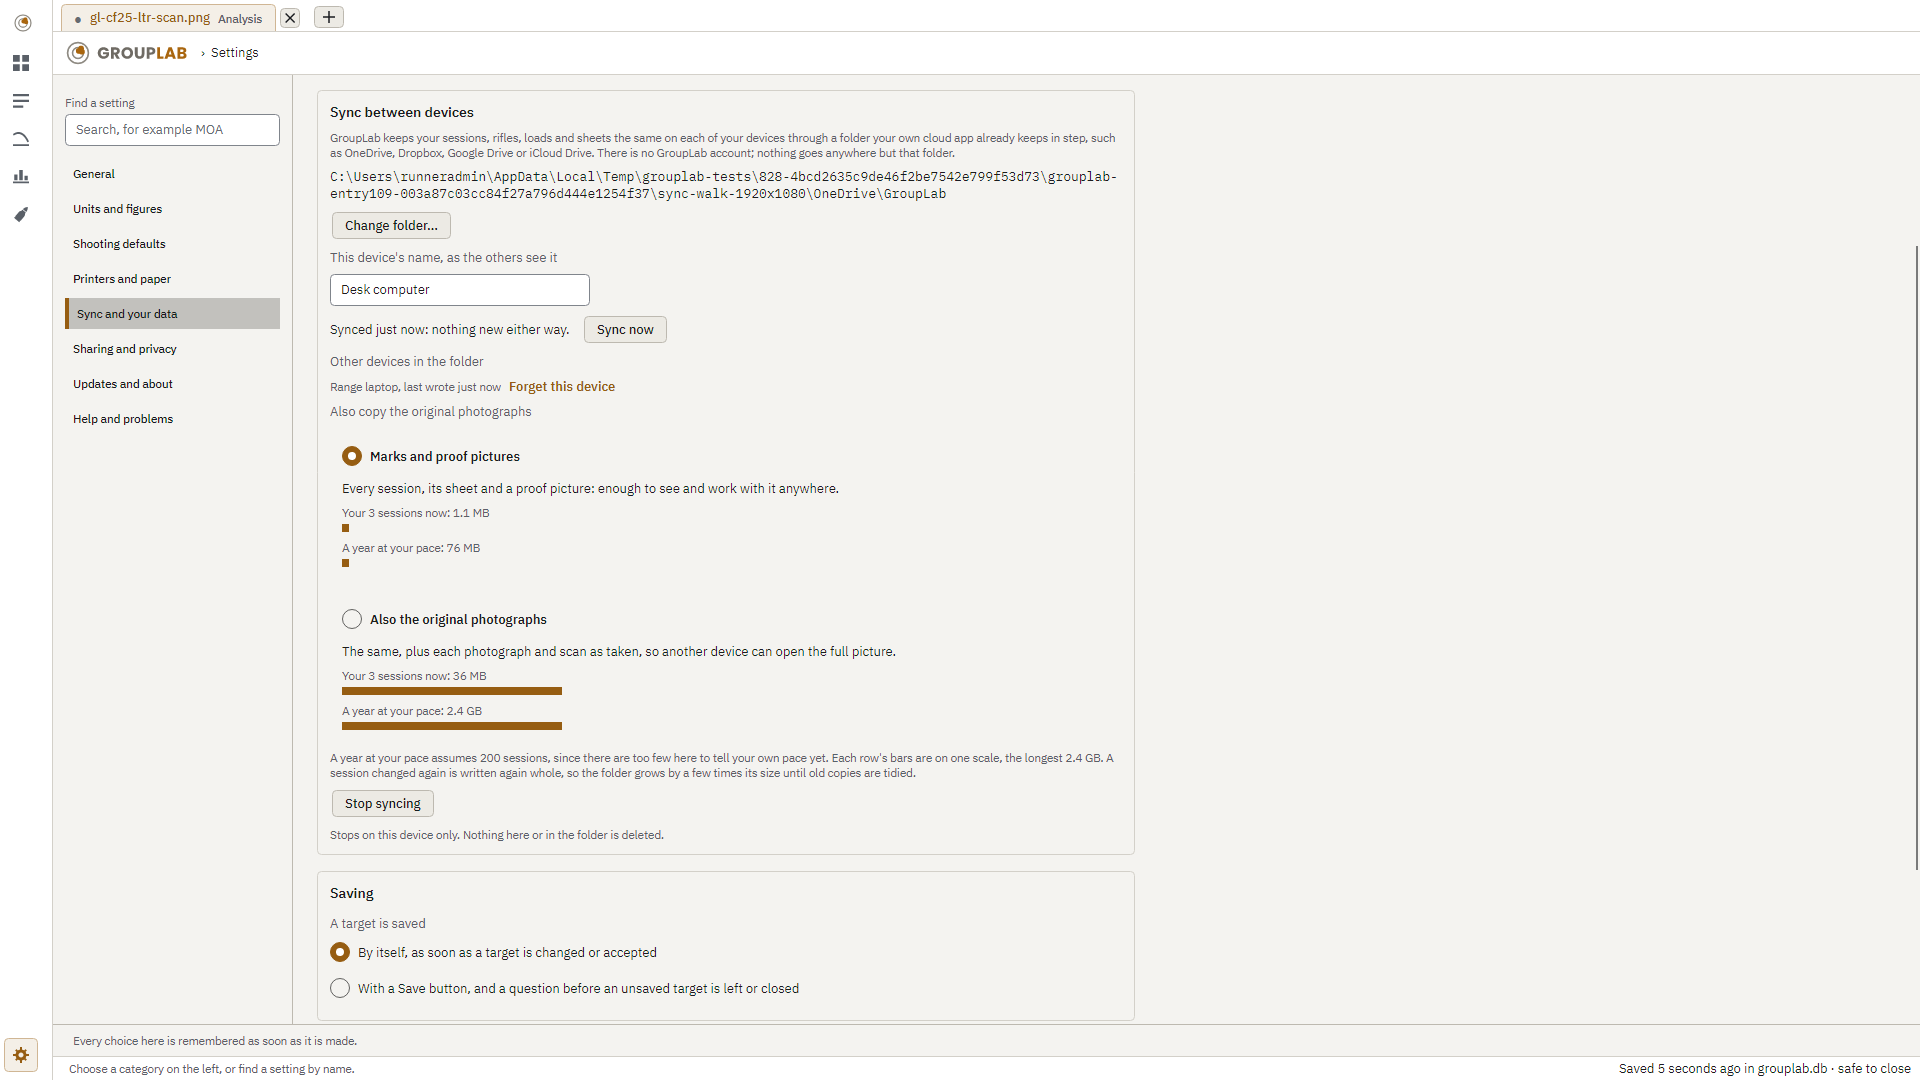 gl-cf25-ltr-scan.png Analysis
GROUPLAB › Settings
Find a setting
Search, for example MOA
General
Units and figures
Shooting defaults
Printers and paper
Sync and your data
Sharing and privacy
Updates and about
Help and problems
Sync between devices
GroupLab keeps your sessions, rifles, loads and sheets the same on each of your devices through a folder your own cloud app already keeps in step, such
as OneDrive, Dropbox, Google Drive or iCloud Drive. There is no GroupLab account; nothing goes anywhere but that folder.
C:\Users\runneradmin\AppData\Local\Temp\grouplab-tests\828-4bcd2635c9de46f2be7542e799f53d73\grouplab-
entry109-003a87c03cc84f27a796d444e1254f37\sync-walk-1920x1080\OneDrive\GroupLab
Change folder...
This device's name, as the others see it
Desk computer
Synced just now: nothing new either way. Sync now
Other devices in the folder
Range laptop, last wrote just now Forget this device
Also copy the original photographs
Marks and proof pictures
Every session, its sheet and a proof picture: enough to see and work with it anywhere.
Your 3 sessions now: 1.1 MB
A year at your pace: 76 MB
Also the original photographs
The same, plus each photograph and scan as taken, so another device can open the full picture.
Your 3 sessions now: 36 MB
A year at your pace: 2.4 GB
A year at your pace assumes 200 sessions, since there are too few here to tell your own pace yet. Each row's bars are on one scale, the longest 2.4 GB. A
session changed again is written again whole, so the folder grows by a few times its size until old copies are tidied.
Stop syncing
Stops on this device only. Nothing here or in the folder is deleted.
Saving
A target is saved
By itself, as soon as a target is changed or accepted
With a Save button, and a question before an unsaved target is left or closed
Every choice here is remembered as soon as it is made.
Choose a category on the left, or find a setting by name.
Saved 5 seconds ago in grouplab.db · safe to close